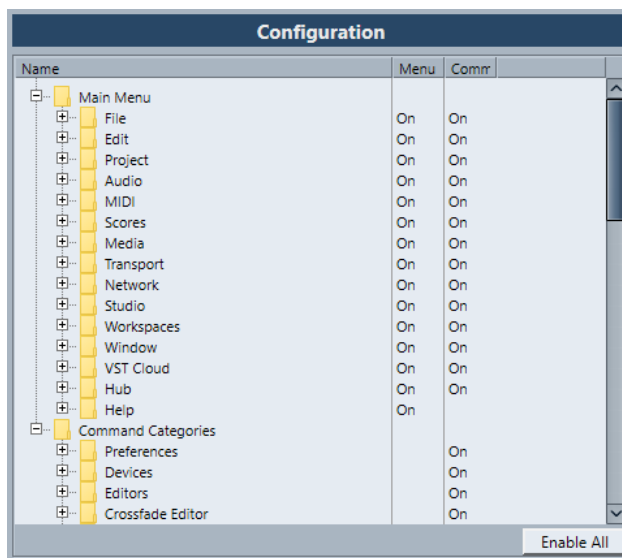 Configuration
Name Menu Comm
Main Menu
File On On
Edit On On
Project On On
Audio On On
MIDI On On
Scores On On
Media On On
Transport On On
Network On On
Studio On On
Workspaces On On
Window On On
VST Cloud On On
Hub On On
Help On
Command Categories
Preferences On
Devices On
Editors On
Crossfade Editor On
Enable All